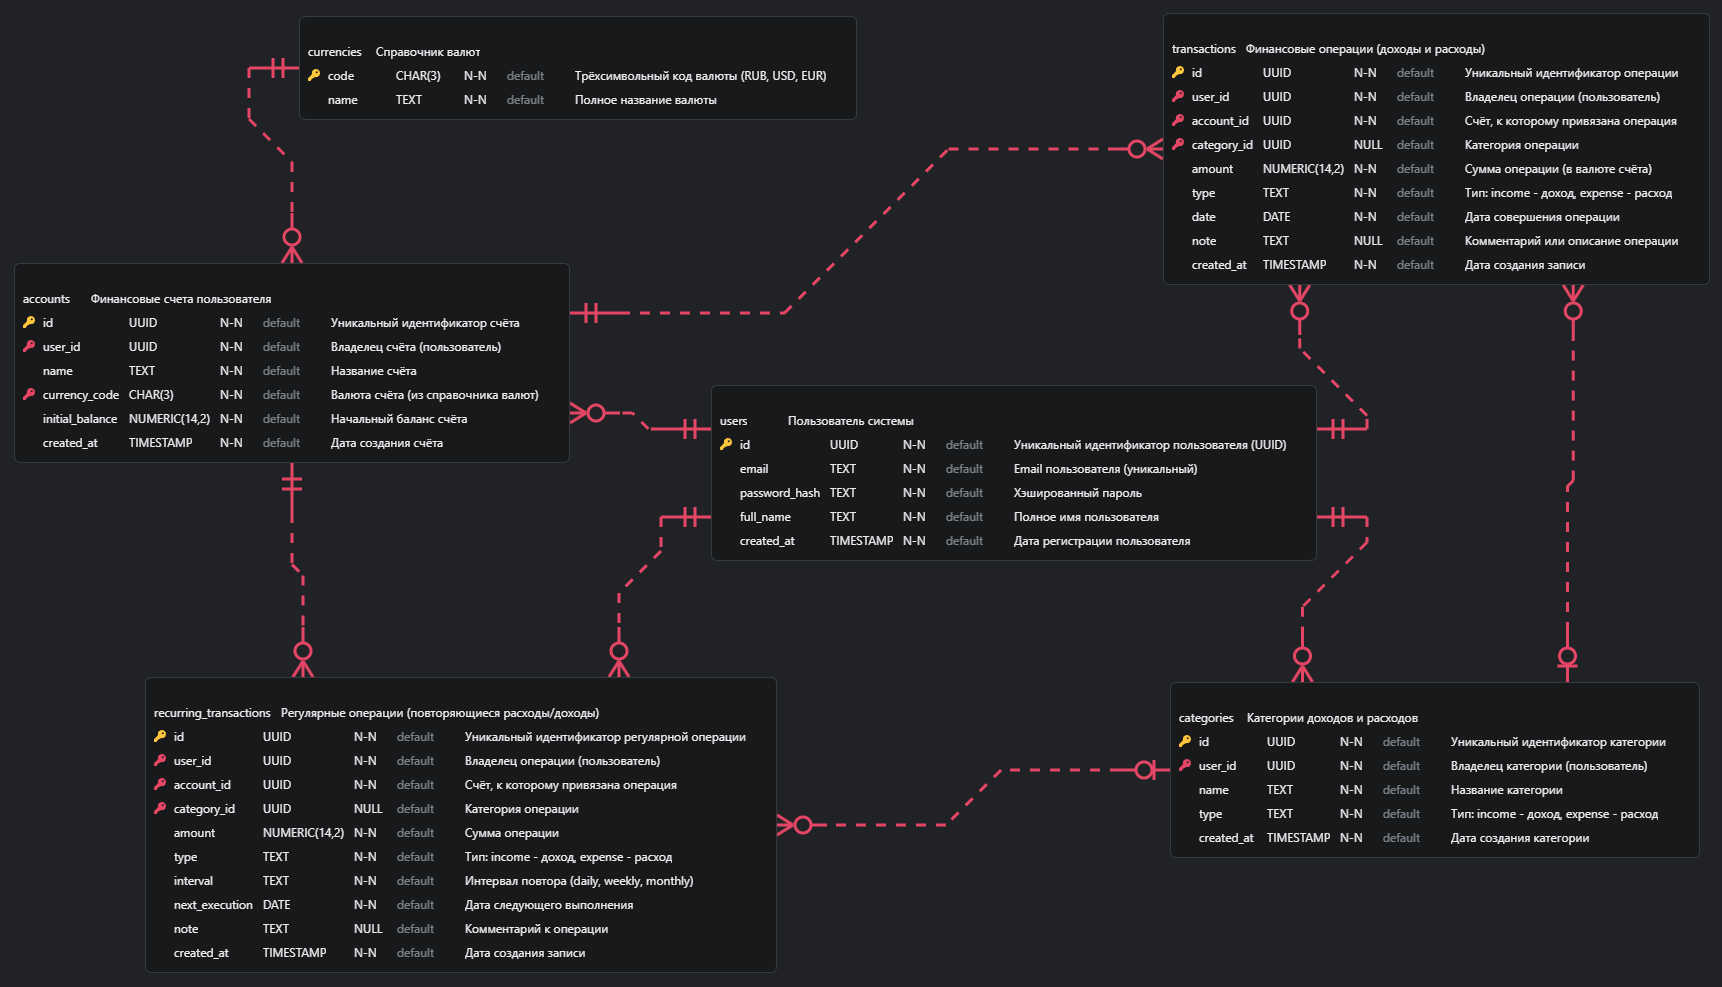 currencies Справочник валют
code CHAR(3) N-N default Трёхсимвольный код валюты (RUB, USD, EUR)
name TEXT N-N default Полное название валюты
transactions Финансовые операции (доходы и расходы)
id UUID N-N default Уникальный идентификатор операции
user_id UUID N-N default Владелец операции (пользователь)
account_id UUID N-N default Счёт, к которому привязана операция
category_id UUID NULL default Категория операции
amount NUMERIC(14,2) N-N default Сумма операции (в валюте счёта)
type TEXT N-N default Тип: income - доход, expense - расход
date DATE N-N default Дата совершения операции
note TEXT NULL default Комментарий или описание операции
created_at TIMESTAMP N-N default Дата создания записи
accounts Финансовые счета пользователя
id UUID N-N default Уникальный идентификатор счёта
user_id UUID N-N default Владелец счёта (пользователь)
name TEXT N-N default Название счёта
currency_code CHAR(3) N-N default Валюта счёта (из справочника валют)
initial_balance NUMERIC(14,2) N-N default Начальный баланс счёта
created_at TIMESTAMP N-N default Дата создания счёта
users Пользователь системы
id UUID N-N default Уникальный идентификатор пользователя (UUID)
email TEXT N-N default Email пользователя (уникальный)
password_hash TEXT N-N default Хэшированный пароль
full_name TEXT N-N default Полное имя пользователя
created_at TIMESTAMP N-N default Дата регистрации пользователя
recurring_transactions Регулярные операции (повторяющиеся расходы/доходы)
id UUID N-N default Уникальный идентификатор регулярной операции
user_id UUID N-N default Владелец операции (пользователь)
account_id UUID N-N default Счёт, к которому привязана операция
category_id UUID NULL default Категория операции
amount NUMERIC(14,2) N-N default Сумма операции
type TEXT N-N default Тип: income - доход, expense - расход
interval TEXT N-N default Интервал повтора (daily, weekly, monthly)
next_execution DATE N-N default Дата следующего выполнения
note TEXT NULL default Комментарий к операции
created_at TIMESTAMP N-N default Дата создания записи
categories Категории доходов и расходов
id UUID N-N default Уникальный идентификатор категории
user_id UUID N-N default Владелец категории (пользователь)
name TEXT N-N default Название категории
type TEXT N-N default Тип: income - доход, expense - расход
created_at TIMESTAMP N-N default Дата создания категории